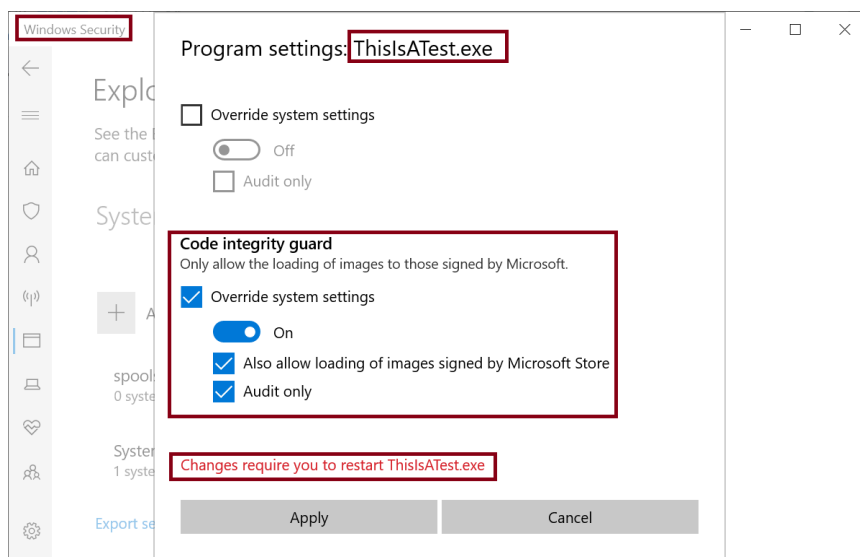 Windows Security
Program settings: ThisIsATest.exe
Explo
Override system settings
See the
can cust
Off
Audit only
Syste
Code integrity guard
Only allow the loading of images to those signed by Microsoft.
Override system settings
A
On
Also allow loading of images signed by Microsoft Store
spools
0 syste
Audit only
System
1 syste
Changes require you to restart ThisIsATest.exe
Export se
Apply
Cancel